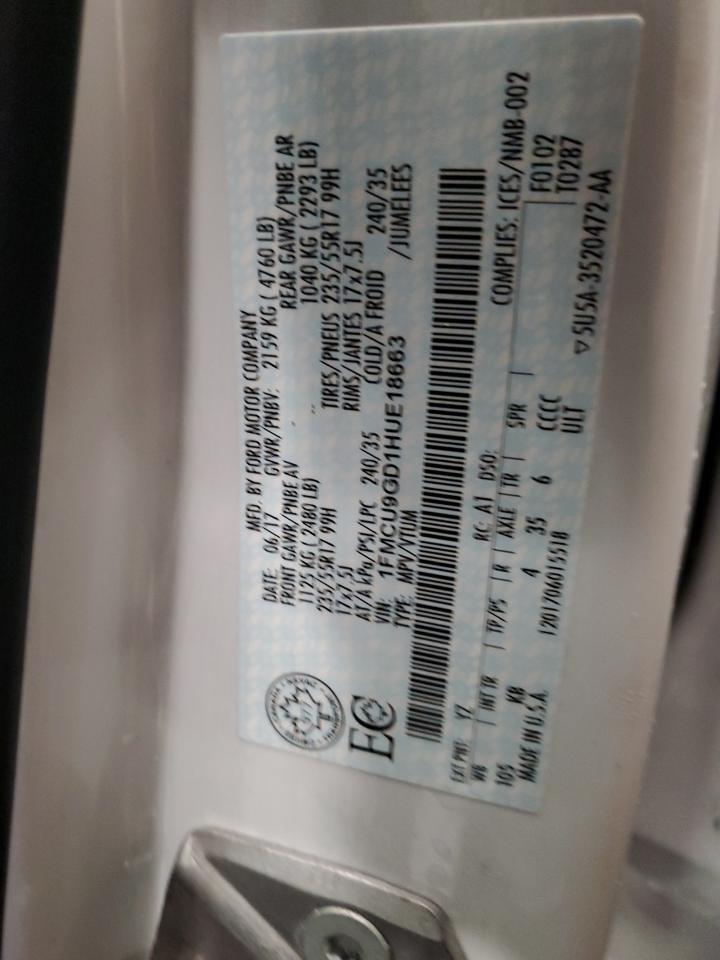 MFD. BY FORD MOTOR COMPANY
DATE: 06/17 GVWR/PNBV: 2159 KG ( 4760 LB)
FRONT GAWR/PNBE AV REAR GAWR/PNBE AR
1125 KG ( 2480 LB) 1040 KG ( 2293 LB)
235/55R17 99H TIRES/PNEUS 235/55R17 99H
17x7.5J RIMS/JANTES 17x7.5J
AT/A kPa/PSI/LPC 240/35 COLD/A FROID 240/35
VIN: 1FMCU9GD1HUE18663 /JUMELEES
TYPE: MPV/VTUM
EC
COMPLIES: ICES/NMB-002
EXT PNT: YZ RC: A1 DSO: F0102
WB INT TR TP/PS R AXLE TR SPR T0287
105 KB 4 35 6 CCCC
MADE IN U.S.A. 1201706015518 ULT
▽ 5U5A-3520472-AA